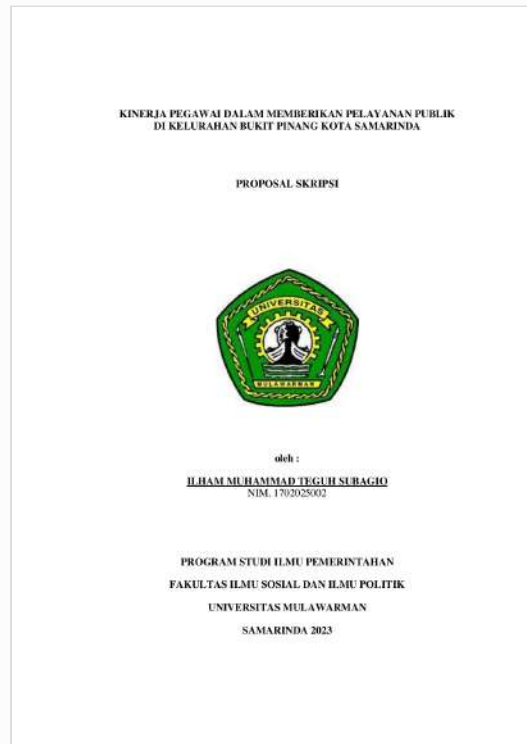 KINERJA PEGAWAI DALAM MEMBERIKAN PELAYANAN PUBLIK
DI KELURAHAN BUKIT PINANG KOTA SAMARINDA
PROPOSAL SKRIPSI
UNIVERSITAS
MULAWARMAN
oleh :
ILHAM MUHAMMAD TEGUH SUBAGIO
NIM. 1702025002
PROGRAM STUDI ILMU PEMERINTAHAN
FAKULTAS ILMU SOSIAL DAN ILMU POLITIK
UNIVERSITAS MULAWARMAN
SAMARINDA 2023